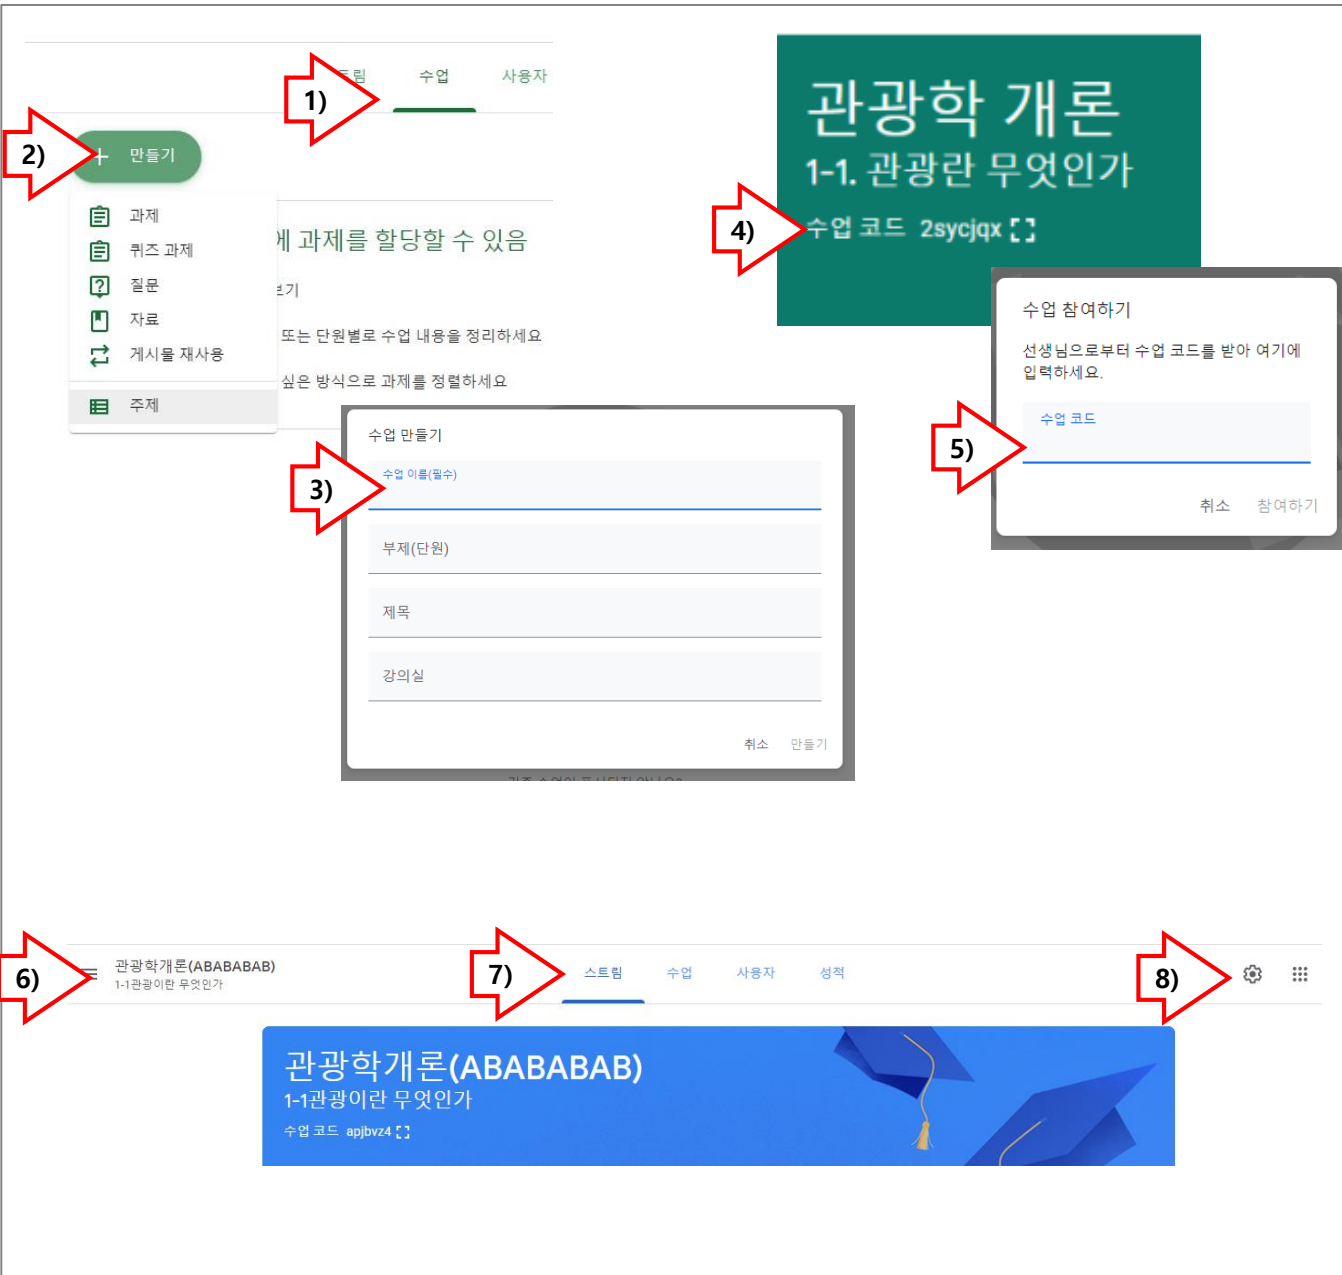 1)
수업
사용자
2)
만들기
과제
퀴즈 과제
질문
자료
게시물 재사용
주제
과제를 할당할 수 있음
또는 단원별로 수업 내용을 정리하세요
싶은 방식으로 과제를 정렬하세요
3)
수업 만들기
수업 이름(필수)
부제(단원)
제목
강의실
취소 만들기
관광학 개론
1-1. 관광란 무엇인가
4)
수업 코드 2sycjqx
수업 참여하기
선생님으로부터 수업 코드를 받아 여기에
입력하세요.
5)
수업 코드
취소 참여하기
6)
관광학개론(ABABABAB)
1-1관광이란 무엇인가
7)
스트림 수업 사용자 성적
8)
관광학개론(ABABABAB)
1-1관광이란 무엇인가
수업 코드 apjbvz4